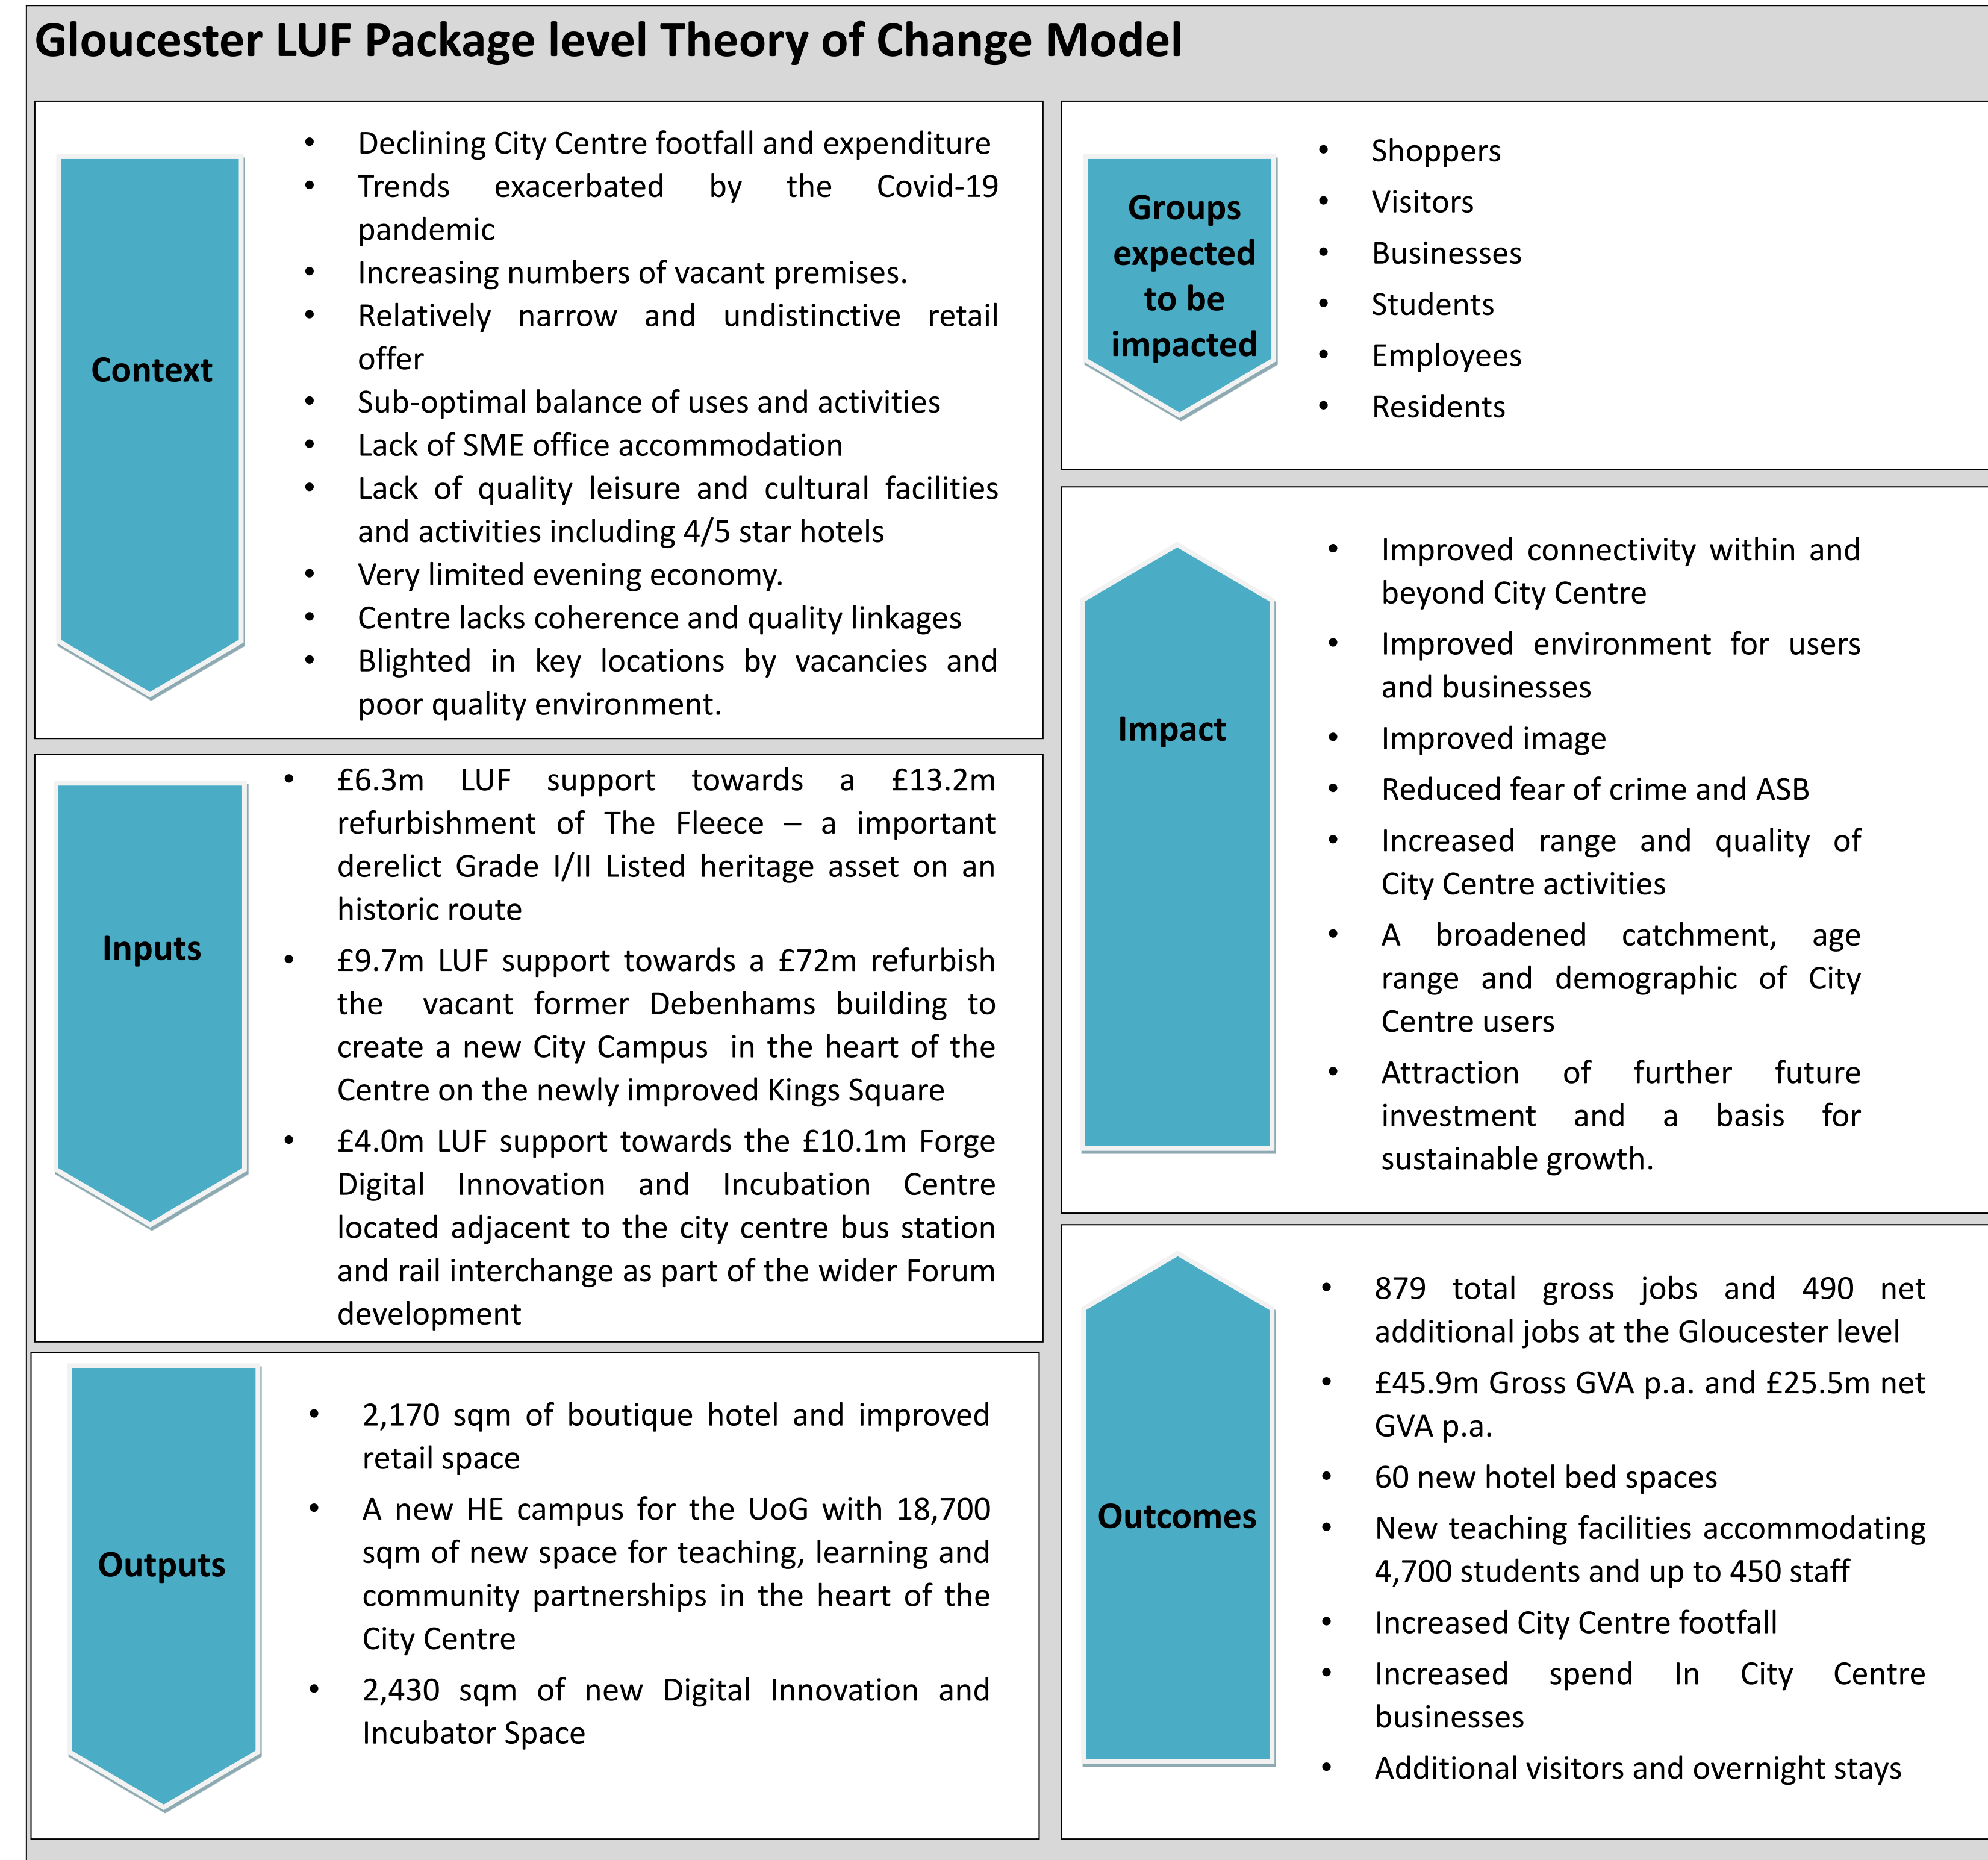 Gloucester LUF Package level Theory of Change Model
Context
• Declining City Centre footfall and expenditure
• Trends exacerbated by the Covid-19
pandemic
• Increasing numbers of vacant premises.
• Relatively narrow and undistinctive retail
offer
• Sub-optimal balance of uses and activities
• Lack of SME office accommodation
• Lack of quality leisure and cultural facilities
and activities including 4/5 star hotels
• Very limited evening economy.
• Centre lacks coherence and quality linkages
• Blighted in key locations by vacancies and
poor quality environment.
Inputs
• £6.3m LUF support towards a £13.2m
refurbishment of The Fleece – a important
derelict Grade I/II Listed heritage asset on an
historic route
• £9.7m LUF support towards a £72m refurbish
the vacant former Debenhams building to
create a new City Campus in the heart of the
Centre on the newly improved Kings Square
• £4.0m LUF support towards the £10.1m Forge
Digital Innovation and Incubation Centre
located adjacent to the city centre bus station
and rail interchange as part of the wider Forum
development
Outputs
• 2,170 sqm of boutique hotel and improved
retail space
• A new HE campus for the UoG with 18,700
sqm of new space for teaching, learning and
community partnerships in the heart of the
City Centre
• 2,430 sqm of new Digital Innovation and
Incubator Space
Groups
expected
to be
impacted
• Shoppers
• Visitors
• Businesses
• Students
• Employees
• Residents
Impact
• Improved connectivity within and
beyond City Centre
• Improved environment for users
and businesses
• Improved image
• Reduced fear of crime and ASB
• Increased range and quality of
City Centre activities
• A broadened catchment, age
range and demographic of City
Centre users
• Attraction of further future
investment and a basis for
sustainable growth.
Outcomes
• 879 total gross jobs and 490 net
additional jobs at the Gloucester level
• £45.9m Gross GVA p.a. and £25.5m net
GVA p.a.
• 60 new hotel bed spaces
• New teaching facilities accommodating
4,700 students and up to 450 staff
• Increased City Centre footfall
• Increased spend In City Centre
businesses
• Additional visitors and overnight stays